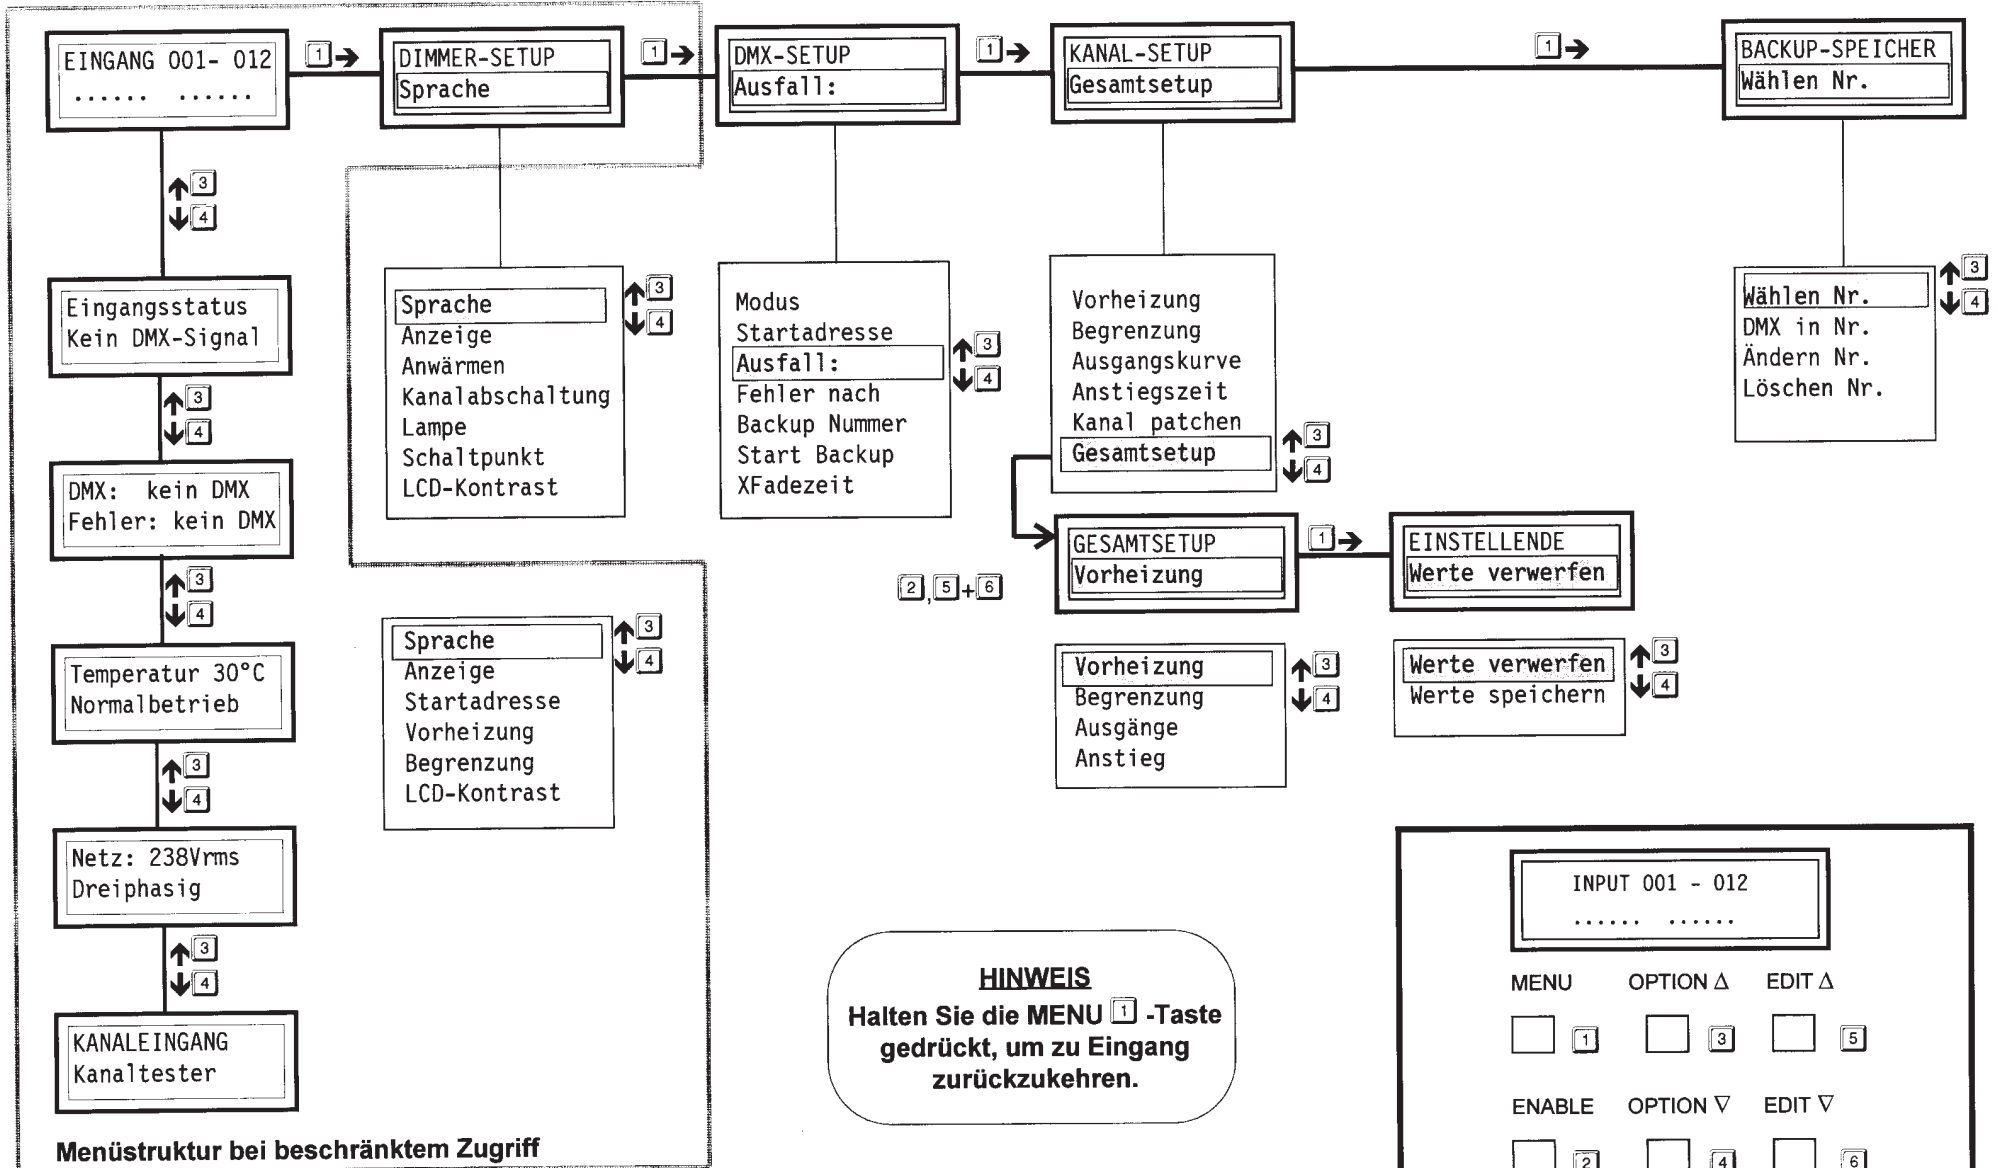 EINGANG 001- 012
...... ......
1
DIMMER-SETUP
Sprache
1
DMX-SETUP
Ausfall:
1
KANAL-SETUP
Gesamtsetup
1
BACKUP-SPEICHER
Wählen Nr.
3
4
Eingangsstatus
Kein DMX-Signal
3
4
DMX: kein DMX
Fehler: kein DMX
3
4
Temperatur 30°C
Normalbetrieb
3
4
Netz: 238Vrms
Dreiphasig
3
4
KANALEINGANG
Kanaltester
Menüstruktur bei beschränktem Zugriff
Sprache
Anzeige
Anwärmen
Kanalabschaltung
Lampe
Schaltpunkt
LCD-Kontrast
3
4
Sprache
Anzeige
Startadresse
Vorheizung
Begrenzung
LCD-Kontrast
3
4
Modus
Startadresse
Ausfall:
Fehler nach
Backup Nummer
Start Backup
XFadezeit
3
4
Vorheizung
Begrenzung
Ausgangskurve
Anstiegszeit
Kanal patchen
Gesamtsetup
3
4
Wählen Nr.
DMX in Nr.
Ändern Nr.
Löschen Nr.
3
4
2, 5+6
GESAMTSETUP
Vorheizung
1
EINSTELLENDE
Werte verwerfen
Vorheizung
Begrenzung
Ausgänge
Anstieg
3
4
Werte verwerfen
Werte speichern
3
4
HINWEIS
Halten Sie die MENU 1 -Taste
gedrückt, um zu Eingang
zurückzukehren.
INPUT 001 - 012
...... ......
MENU OPTION △ EDIT △
1 3 5
ENABLE OPTION ▽ EDIT ▽
2 4 6